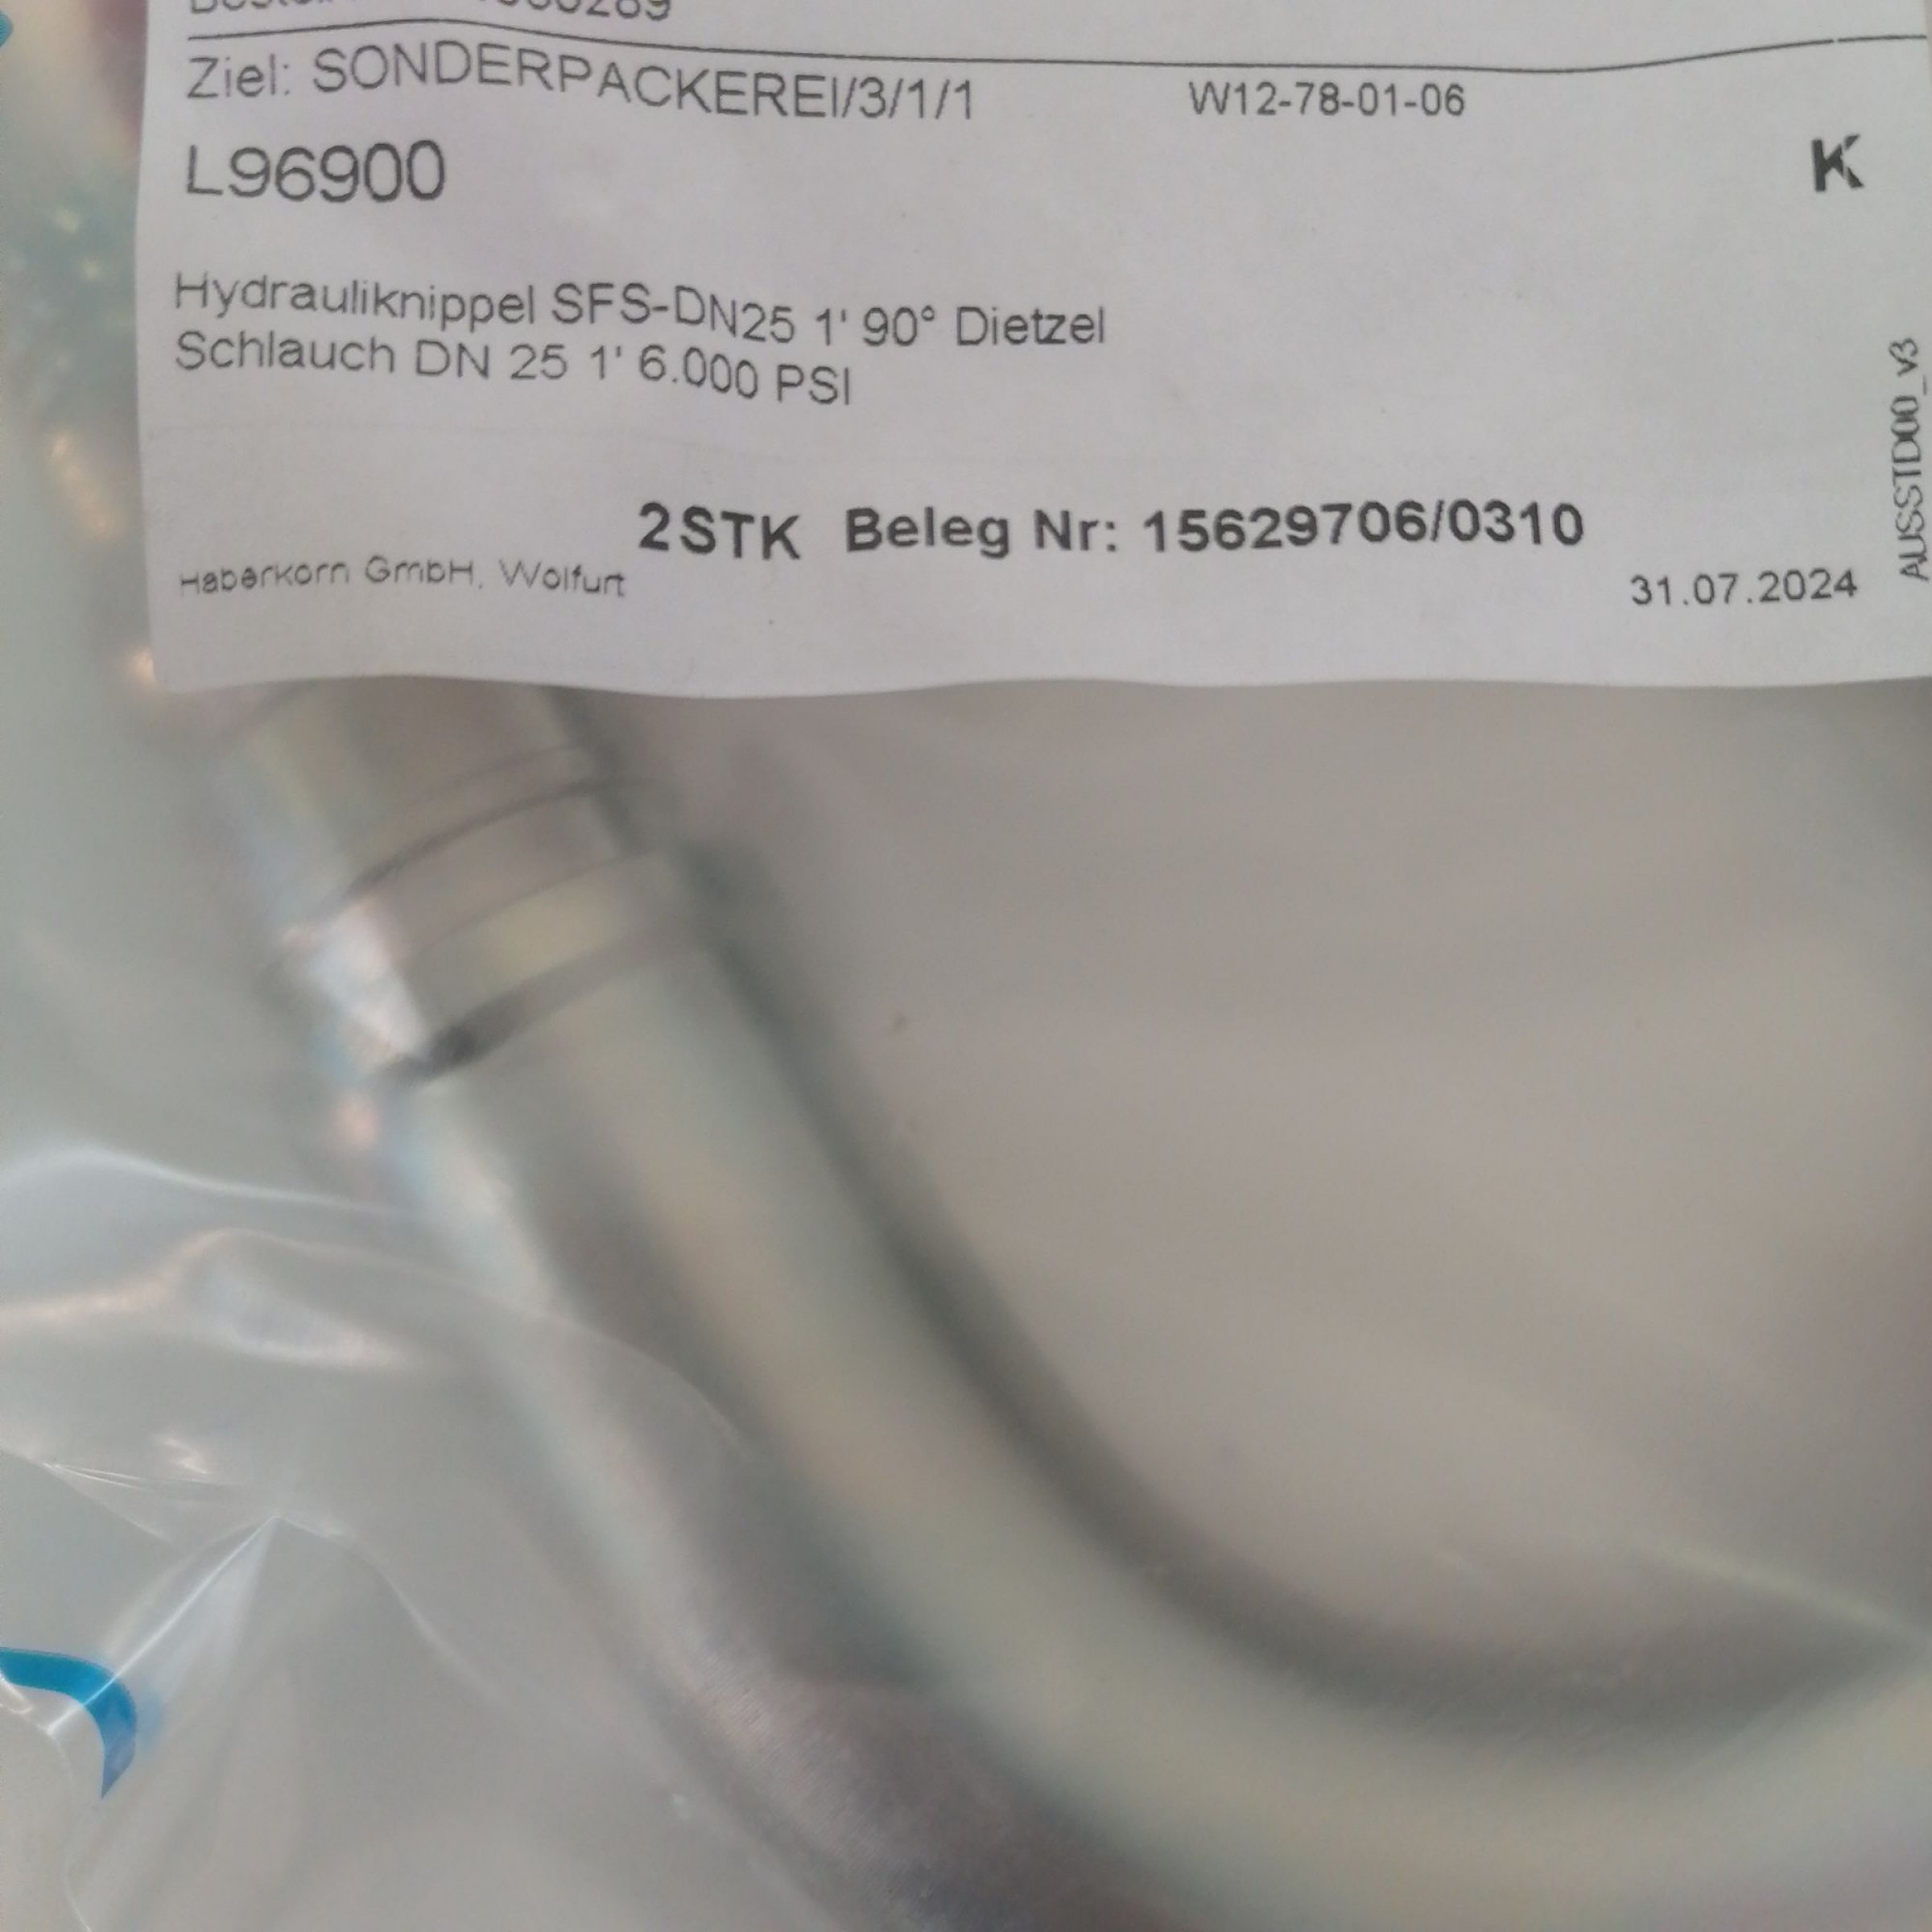 Ziel: SONDERPACKEREI/3/1/1 W12-78-01-06
L96900 K
Hydrauliknippel SFS-DN25 1' 90° Dietzel
Schlauch DN 25 1' 6.000 PSI
2STK Beleg Nr: 15629706/0310
Haberkorn GmbH, Wolfurt
31.07.2024
AUSSTD00_v3